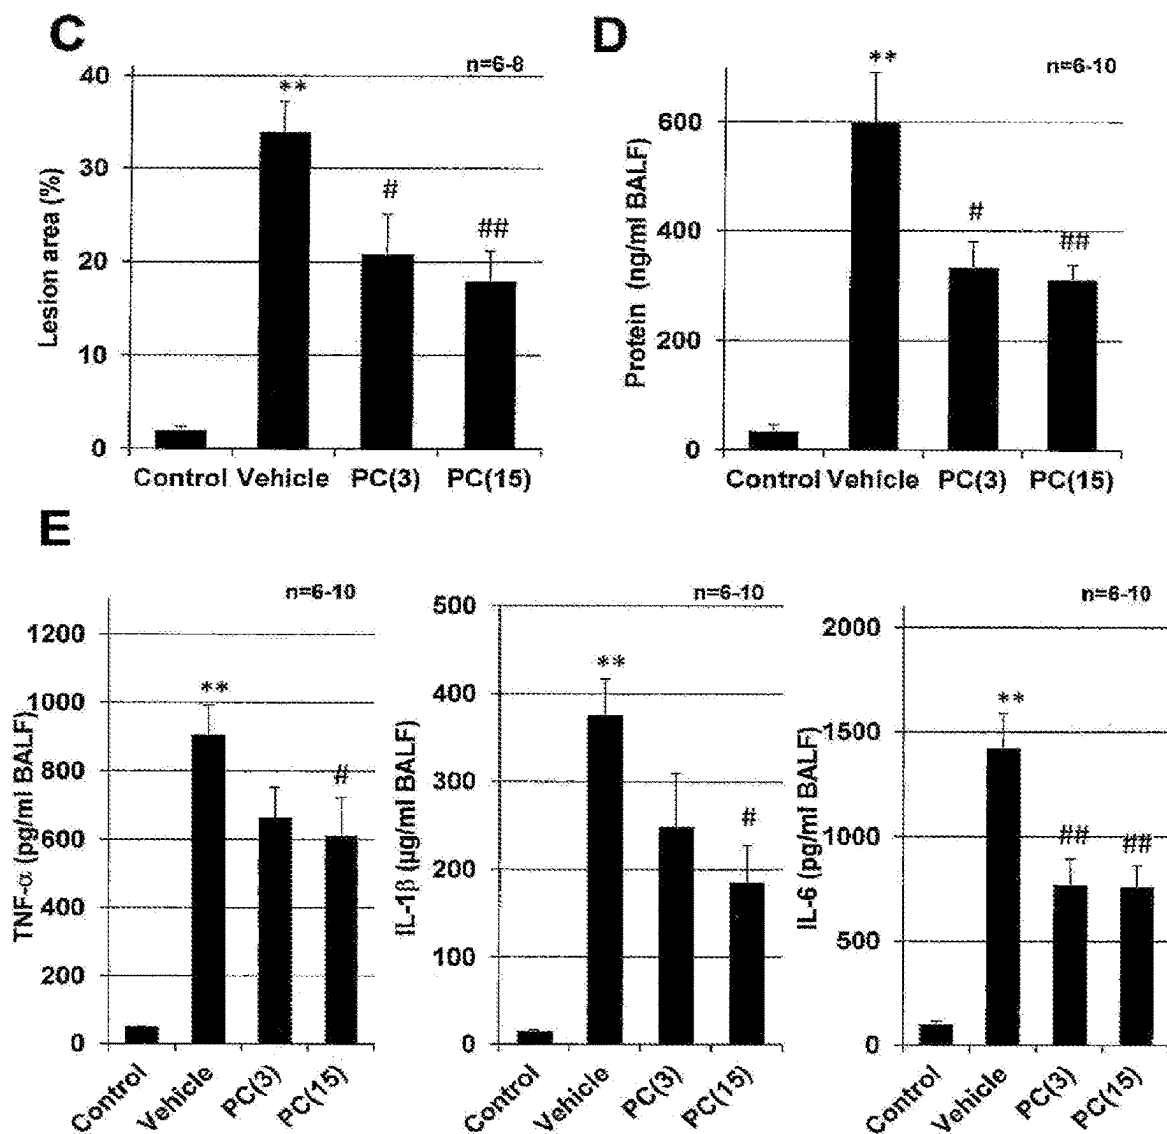 C
n=6-8
40
30
20
10
0
Lesion area (%)
**
#
##
Control Vehicle PC(3) PC(15)
D
n=6-10
600
400
200
0
Protein (ng/ml BALF)
**
#
##
Control Vehicle PC(3) PC(15)
E
n=6-10
1200
1000
800
600
400
200
0
TNF-α (pg/ml BALF)
**
#
Control Vehicle PC(3) PC(15)
n=6-10
500
400
300
200
100
0
IL-1β (µg/ml BALF)
**
#
Control Vehicle PC(3) PC(15)
n=6-10
2000
1500
1000
500
0
IL-6 (pg/ml BALF)
**
##
##
Control Vehicle PC(3) PC(15)